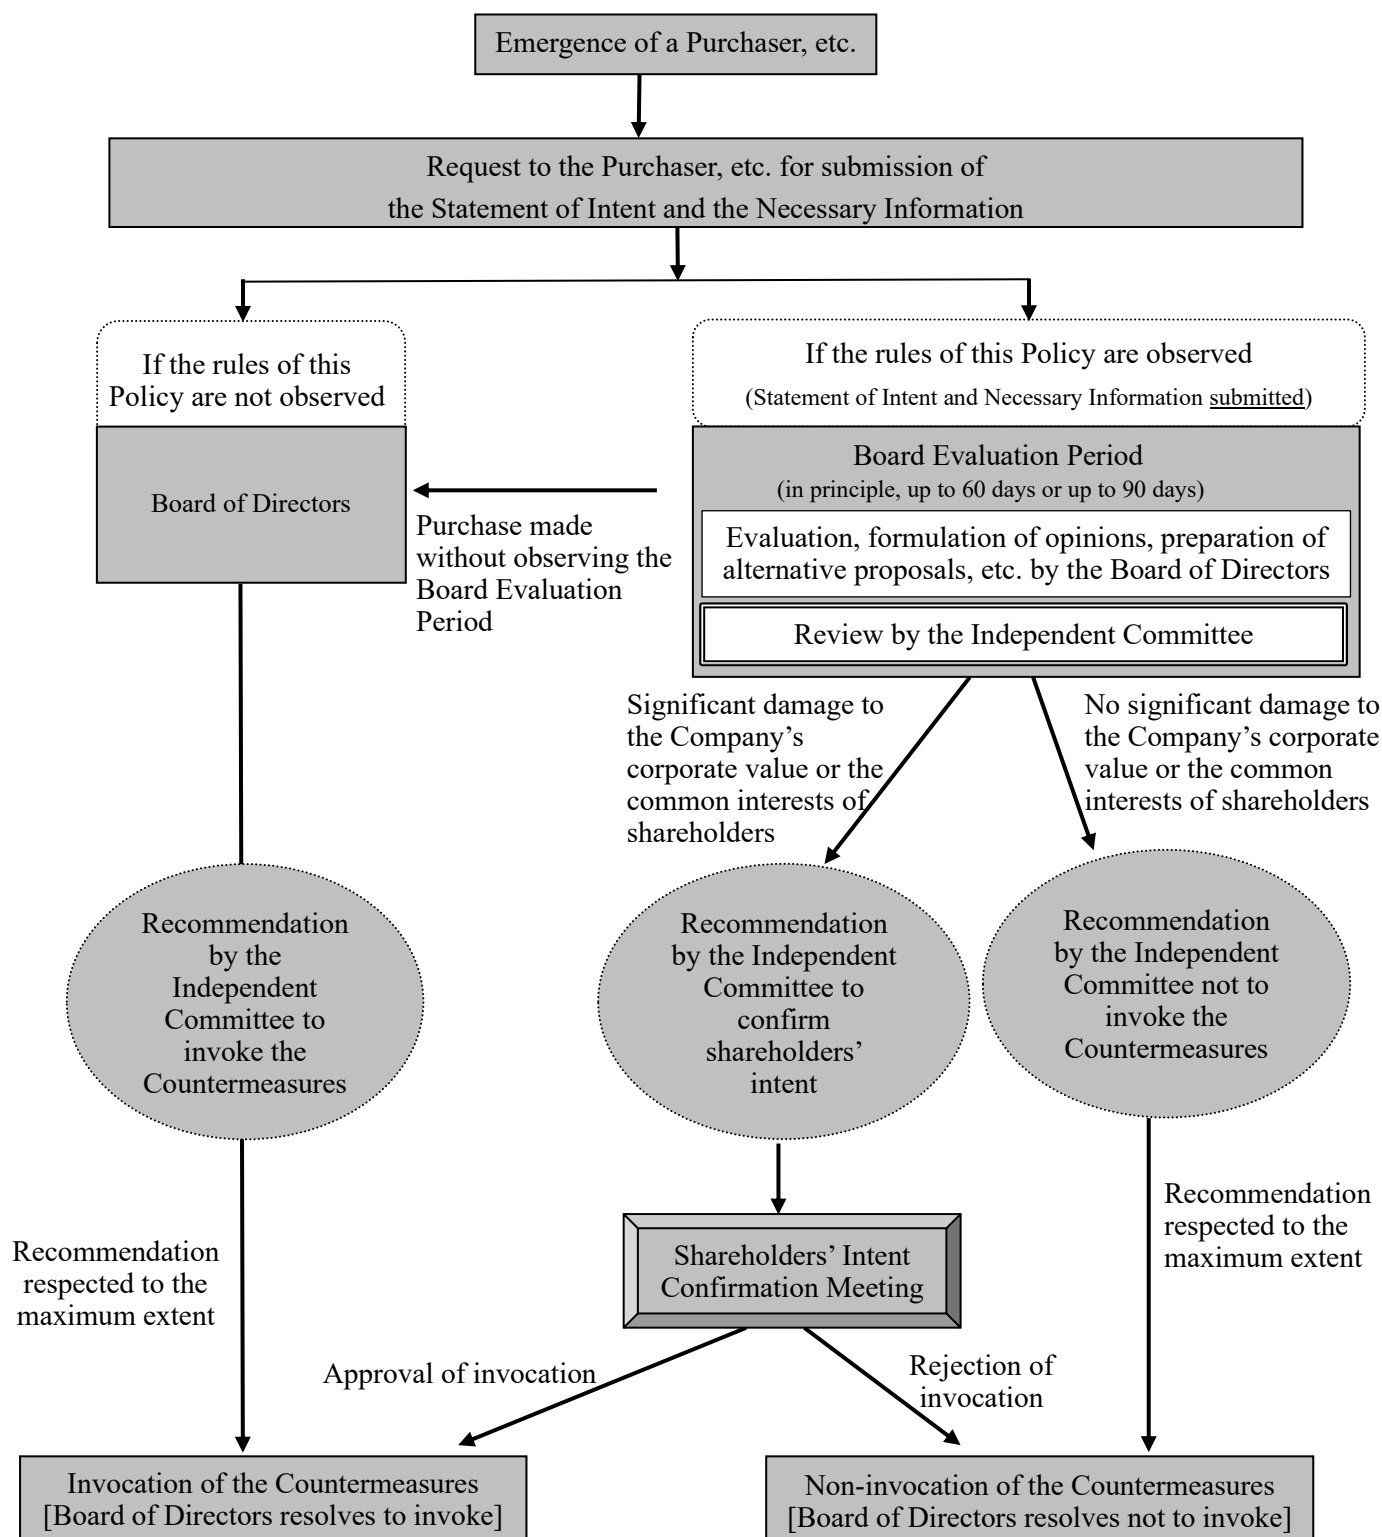 Emergence of a Purchaser, etc.
Request to the Purchaser, etc. for submission of
the Statement of Intent and the Necessary Information
If the rules of this
Policy are not observed
If the rules of this Policy are observed
(Statement of Intent and Necessary Information submitted)
Board of Directors
Purchase made
without observing the
Board Evaluation
Period
Board Evaluation Period
(in principle, up to 60 days or up to 90 days)
Evaluation, formulation of opinions, preparation of
alternative proposals, etc. by the Board of Directors
Review by the Independent Committee
Significant damage to
the Company’s
corporate value or the
common interests of
shareholders
No significant damage to
the Company’s corporate
value or the common
interests of shareholders
Recommendation
by the
Independent
Committee to
invoke the
Countermeasures
Recommendation
by the Independent
Committee to
confirm
shareholders’
intent
Recommendation
by the Independent
Committee not to
invoke the
Countermeasures
Recommendation
respected to the
maximum extent
Shareholders’ Intent
Confirmation Meeting
Recommendation
respected to the
maximum extent
Approval of invocation
Rejection of
invocation
Invocation of the Countermeasures
[Board of Directors resolves to invoke]
Non-invocation of the Countermeasures
[Board of Directors resolves not to invoke]